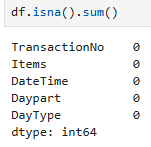 df.isna().sum()
TransactionNo 0
Items 0
DateTime 0
Daypart 0
DayType 0
dtype: int64